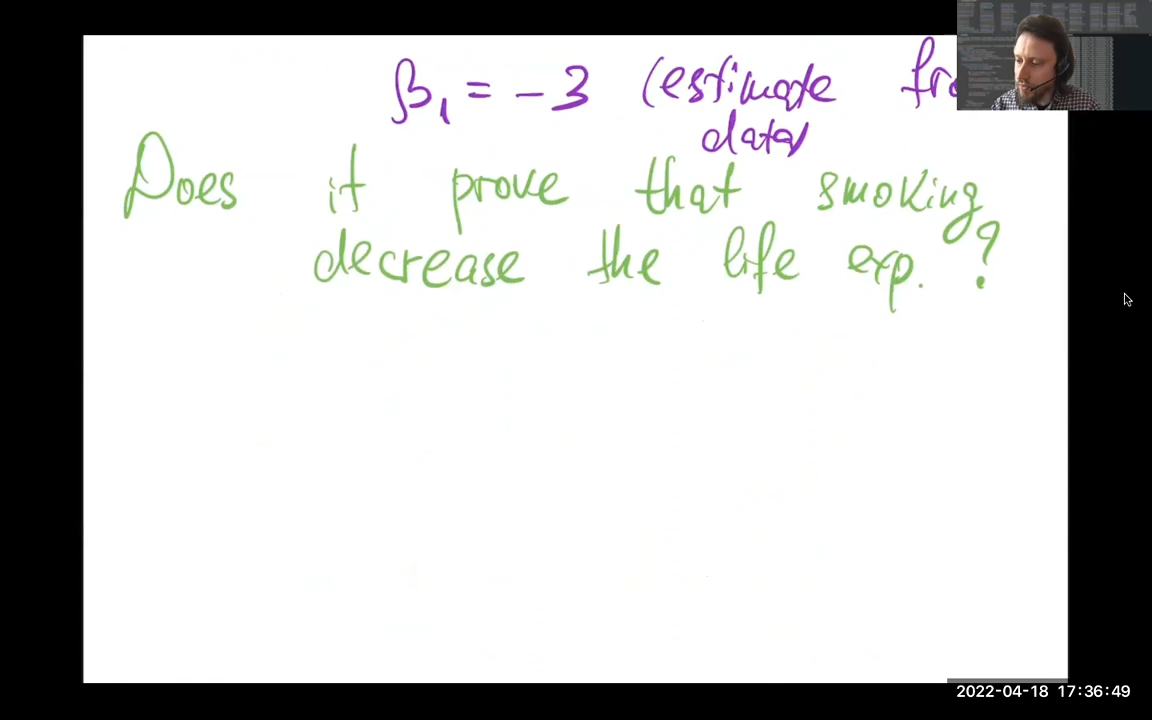 β₁ = -3 (estimate fro
data)
Does it prove that smoking
decrease the life exp. ?
2022-04-18 17:36:49